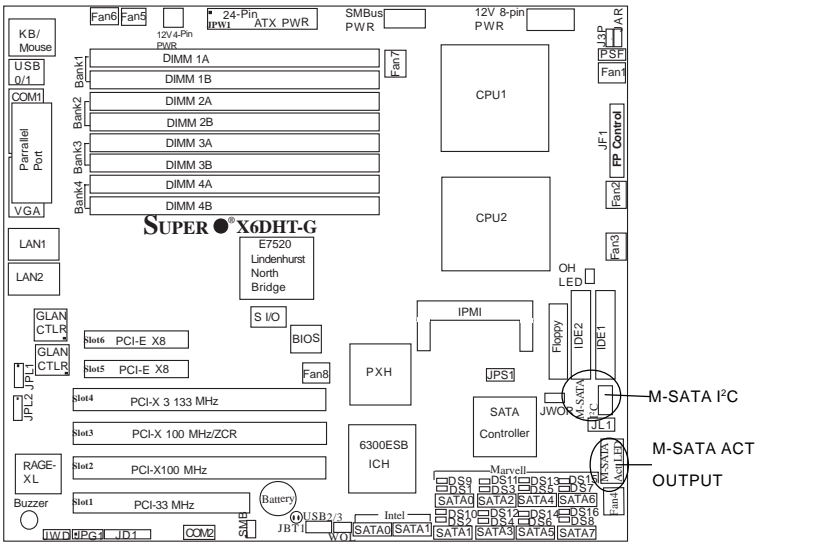 Fan6
Fan5
12V 4-Pin
PWR
24-Pin
JPW1
ATX PWR
SMBus
PWR
12V 8-pin
PWR
J3P
JAR
PSF
Fan1
KB/
Mouse
USB
0/1
COM1
Parrallel
Port
VGA
LAN1
LAN2
Bank1
Bank2
Bank3
Bank4
DIMM 1A
DIMM 1B
DIMM 2A
DIMM 2B
DIMM 3A
DIMM 3B
DIMM 4A
DIMM 4B
Fan7
CPU1
CPU2
JF1
FP Control
Fan2
Fan3
SUPER ●® X6DHT-G
E7520
Lindenhurst
North
Bridge
OH
LED
S I/O
BIOS
IPMI
Floppy
IDE2
IDE1
GLAN
CTLR
GLAN
CTLR
Slot6 PCI-E X8
Slot5 PCI-E X8
JPL1
JPL2
Fan8
PXH
JPS1
Slot4 PCI-X 3 133 MHz
Slot3 PCI-X 100 MHz/ZCR
Slot2 PCI-X100 MHz
Slot1 PCI-33 MHz
JWOR
M-SATA
I²C
JL1
M-SATA I²C
SATA
Controller
6300ESB
ICH
M-SATA
Act LED
M-SATA ACT
OUTPUT
Fan4
RAGE-
XL
Buzzer
Battery
Marvell
DS9 DS11 DS13 DS15
DS1 DS3 DS5 DS7
SATA0 SATA2 SATA4 SATA6
DS10 DS12 DS14 DS16
DS2 DS4 DS6 DS8
SATA1 SATA3 SATA5 SATA7
Intel
SATA0 SATA1
USB2/3
JBT1
WOL
SMB
COM2
JWD
JPG1
JD1